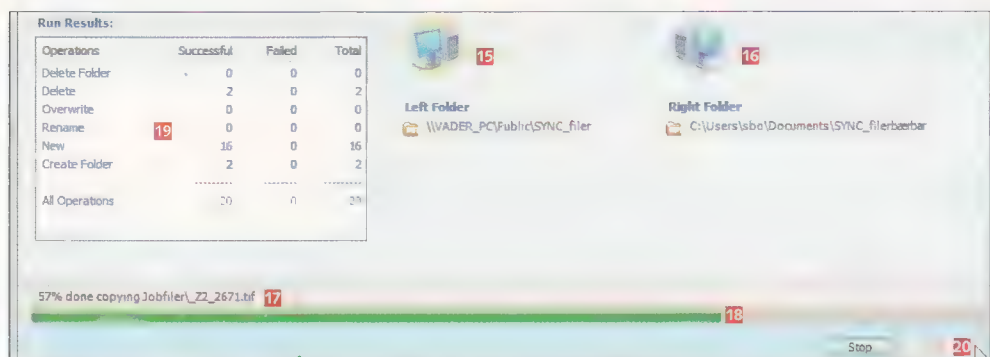 Run Results:
Operations Successful Failed Total
Delete Folder 0 0 0
Delete 2 0 2
Overwrite 0 0 0
Rename 0 0 0
New 16 0 16
Create Folder 2 0 2
All Operations 20 0 20
19
15
Left Folder
\\VADER_PC\Public\SYNC_filer
16
Right Folder
C:\Users\sbo\Documents\SYNC_filerbærbar
57% done copying Jobfiler\_Z2_2671.tif 17
18
Stop 20